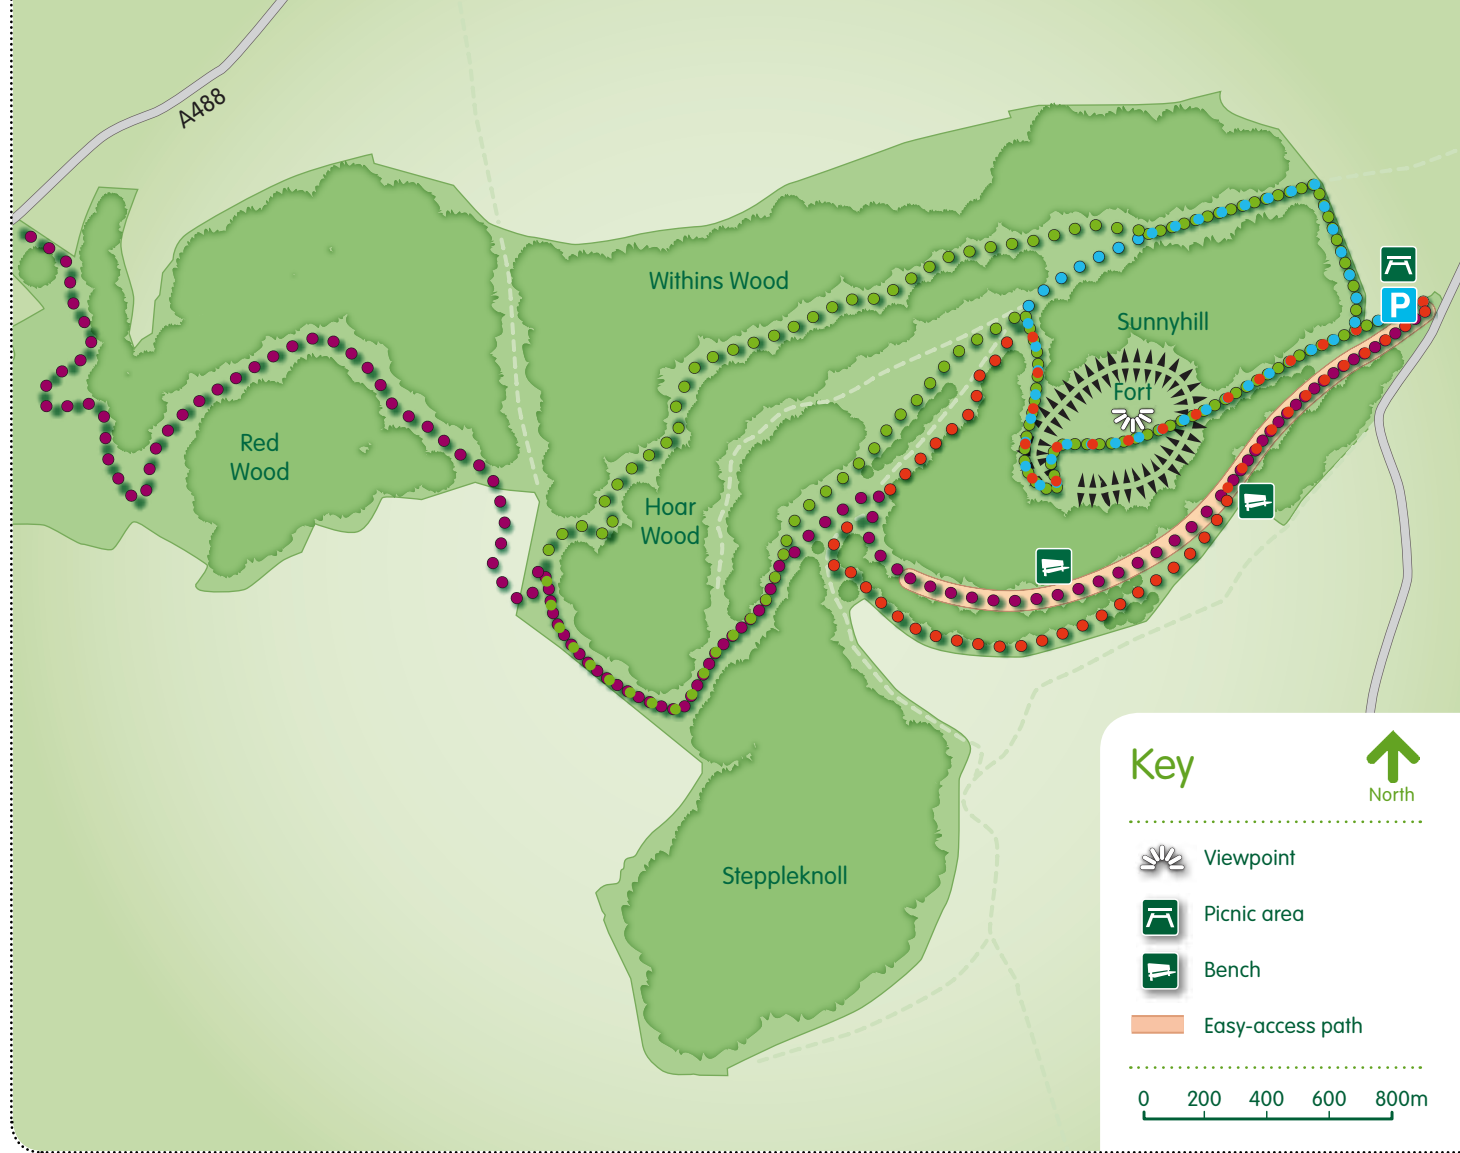 A488
Withins Wood
P
Sunnyhill
Fort
Red
Wood
Hoar
Wood
Steppleknoll
Key
North
Viewpoint
Picnic area
Bench
Easy-access path
0 200 400 600 800m